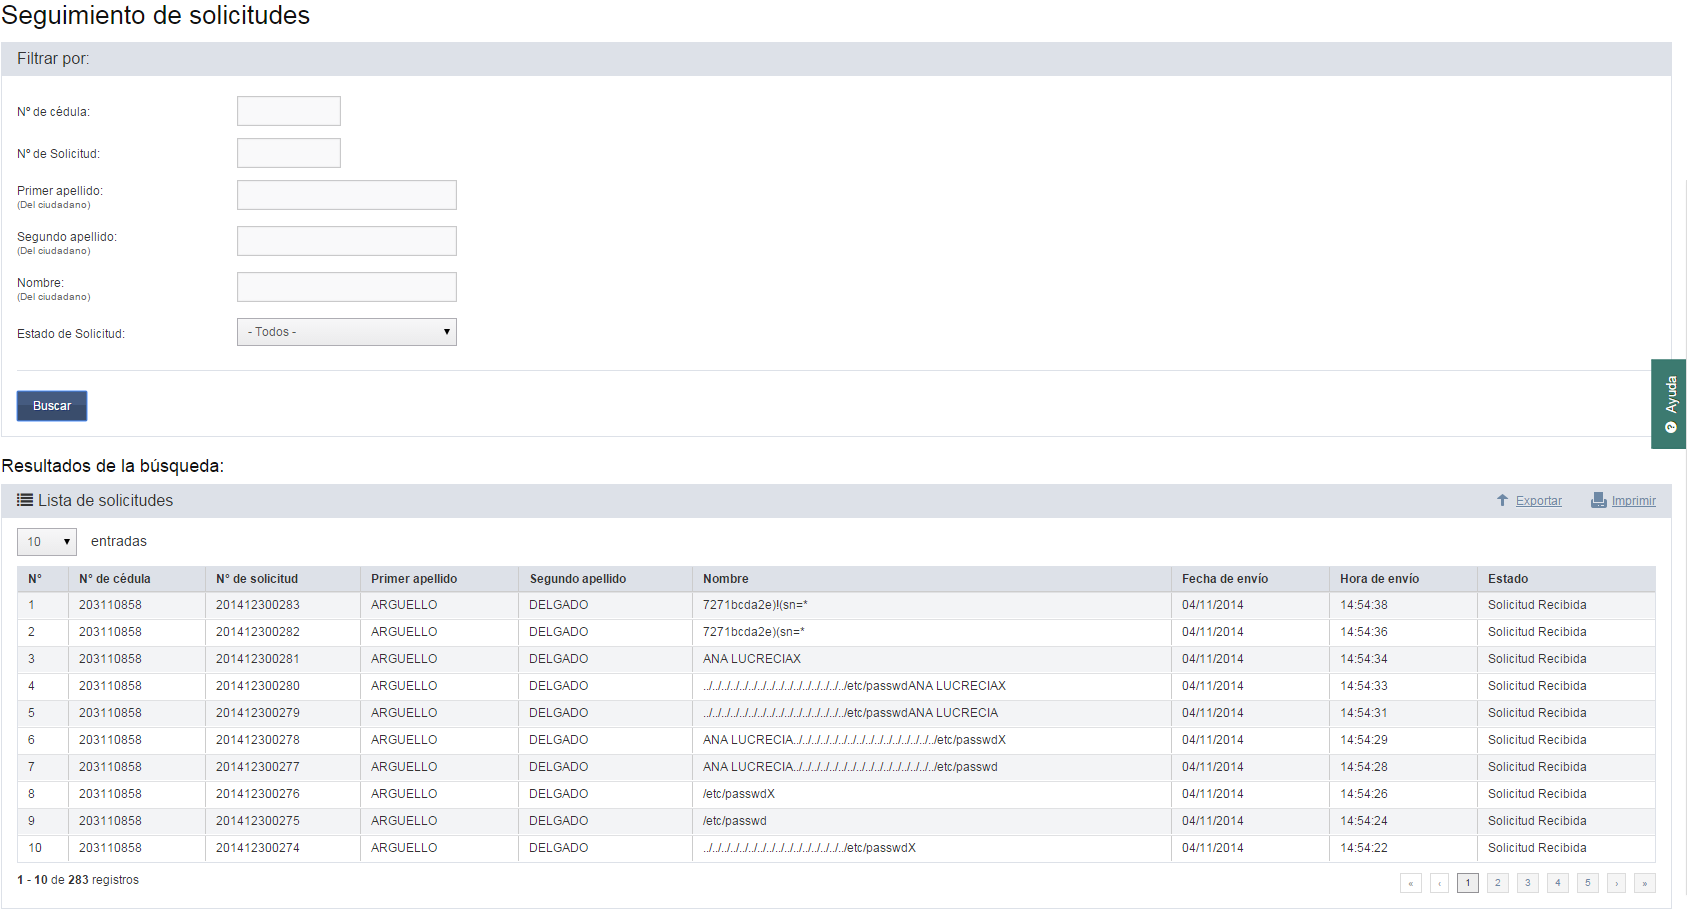 Seguimiento de solicitudes
Filtrar por:
Nº de cédula:
Nº de Solicitud:
Primer apellido:
(Del ciudadano)
Segundo apellido:
(Del ciudadano)
Nombre:
(Del ciudadano)
Estado de Solicitud: - Todos -
Buscar
Ayuda
Resultados de la búsqueda:
Lista de solicitudes Exportar Imprimir
10 entradas
N° N° de cédula N° de solicitud Primer apellido Segundo apellido Nombre Fecha de envío Hora de envío Estado
1 203110858 201412300283 ARGUELLO DELGADO 7271bcda2e)!(sn=* 04/11/2014 14:54:38 Solicitud Recibida
2 203110858 201412300282 ARGUELLO DELGADO 7271bcda2e)(sn=* 04/11/2014 14:54:36 Solicitud Recibida
3 203110858 201412300281 ARGUELLO DELGADO ANA LUCRECIAX 04/11/2014 14:54:34 Solicitud Recibida
4 203110858 201412300280 ARGUELLO DELGADO ../../../../../../../../../../../../../../../../etc/passwdANA LUCRECIAX 04/11/2014 14:54:33 Solicitud Recibida
5 203110858 201412300279 ARGUELLO DELGADO ../../../../../../../../../../../../../../../../etc/passwdANA LUCRECIA 04/11/2014 14:54:31 Solicitud Recibida
6 203110858 201412300278 ARGUELLO DELGADO ANA LUCRECIA../../../../../../../../../../../../../../../../etc/passwdX 04/11/2014 14:54:29 Solicitud Recibida
7 203110858 201412300277 ARGUELLO DELGADO ANA LUCRECIA../../../../../../../../../../../../../../../../etc/passwd 04/11/2014 14:54:28 Solicitud Recibida
8 203110858 201412300276 ARGUELLO DELGADO /etc/passwdX 04/11/2014 14:54:26 Solicitud Recibida
9 203110858 201412300275 ARGUELLO DELGADO /etc/passwd 04/11/2014 14:54:24 Solicitud Recibida
10 203110858 201412300274 ARGUELLO DELGADO ../../../../../../../../../../../../../../../../etc/passwdX 04/11/2014 14:54:22 Solicitud Recibida
1 - 10 de 283 registros « ‹ 1 2 3 4 5 › »